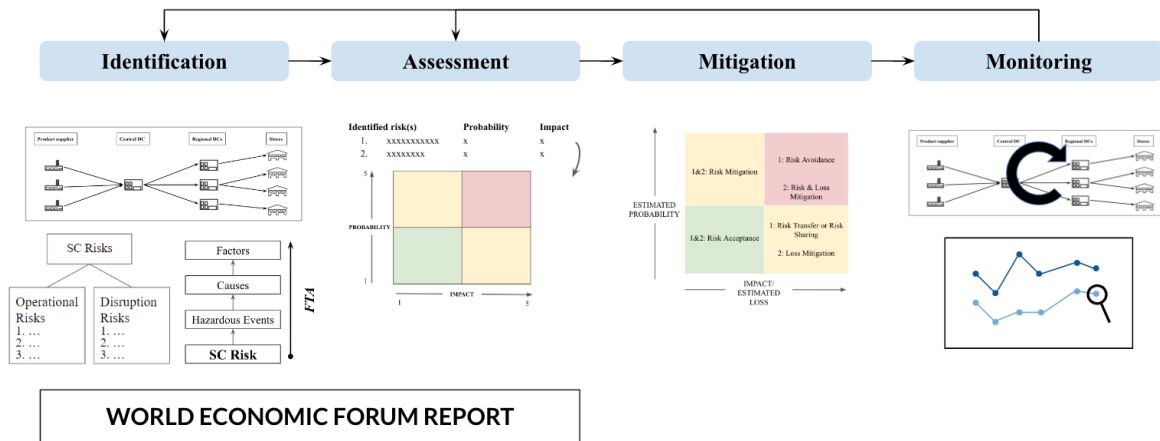 Identification
Assessment
Mitigation
Monitoring
Product supplier
Central DC
Regional DCs
Stores
SC Risks
Operational
Risks
1. ...
2. ...
3. ...
Disruption
Risks
1. ...
2. ...
3. ...
Factors
Causes
Hazardous Events
SC Risk
FTA
Identified risk(s) Probability Impact
1. xxxxxxxxxxx x x
2. xxxxxxxx x x
5
PROBABILITY
1
1
IMPACT
5
ESTIMATED
PROBABILITY
1&2: Risk Mitigation
1: Risk Avoidance
2: Risk & Loss
Mitigation
1&2: Risk Acceptance
1: Risk Transfer or Risk
Sharing
2: Loss Mitigation
IMPACT/
ESTIMATED
LOSS
Product supplier
Central DC
Regional DCs
Stores
WORLD ECONOMIC FORUM REPORT